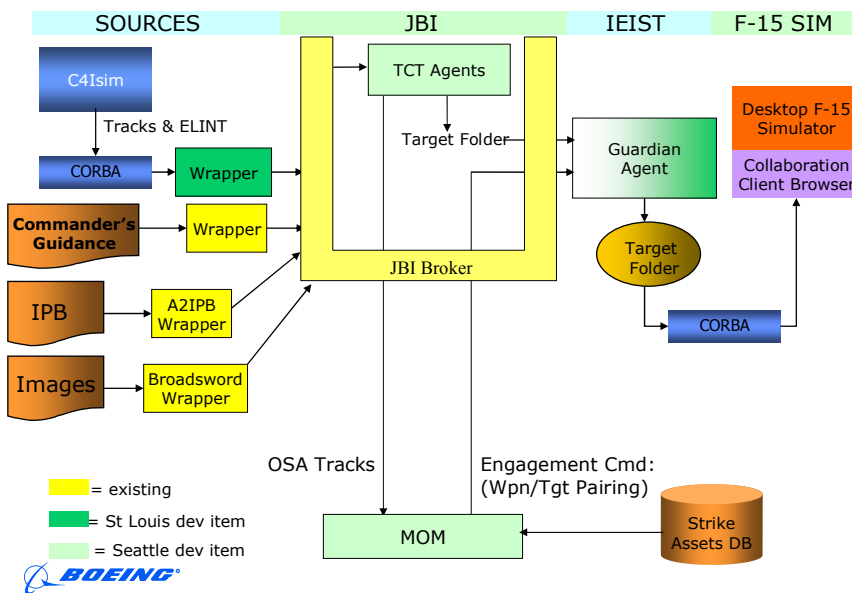 SOURCES
JBI
IEIST
F-15 SIM
C4Isim
TCT Agents
Tracks & ELINT
Target Folder
Desktop F-15
Simulator
Guardian
Agent
CORBA
Wrapper
Collaboration
Client Browser
Commander's
Guidance
Wrapper
Target
Folder
JBI Broker
IPB
A2IPB
Wrapper
CORBA
Images
Broadsword
Wrapper
OSA Tracks
Engagement Cmd:
(Wpn/Tgt Pairing)
= existing
= St Louis dev item
= Seattle dev item
MOM
Strike
Assets DB
BOEING